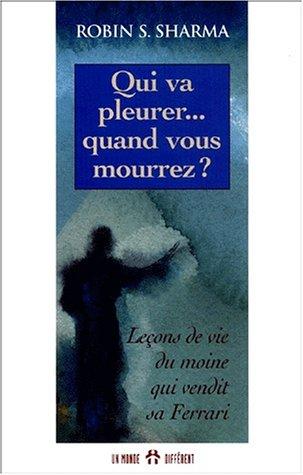 ROBIN S. SHARMA
Qui va
pleurer...
quand vous
mourrez?
Leçons de vie
du moine
qui vendit
sa Ferrari
UN MONDE DIFFÉRENT